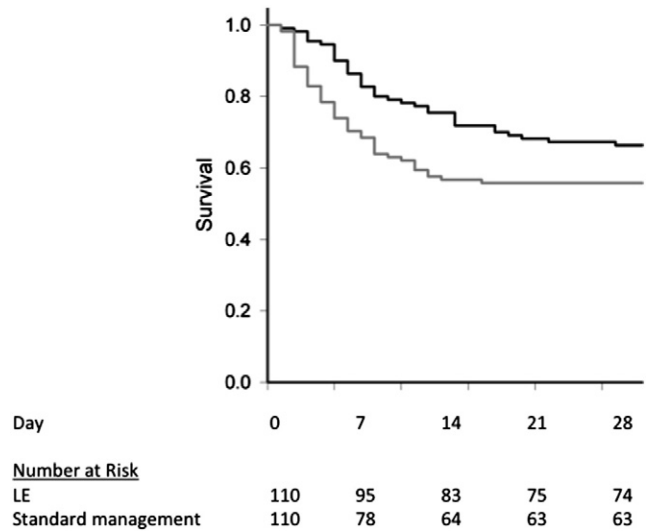 1.0
0.8
0.6
0.4
0.2
0.0
Survival
Day 0 7 14 21 28
Number at Risk
LE 110 95 83 75 74
Standard management 110 78 64 63 63